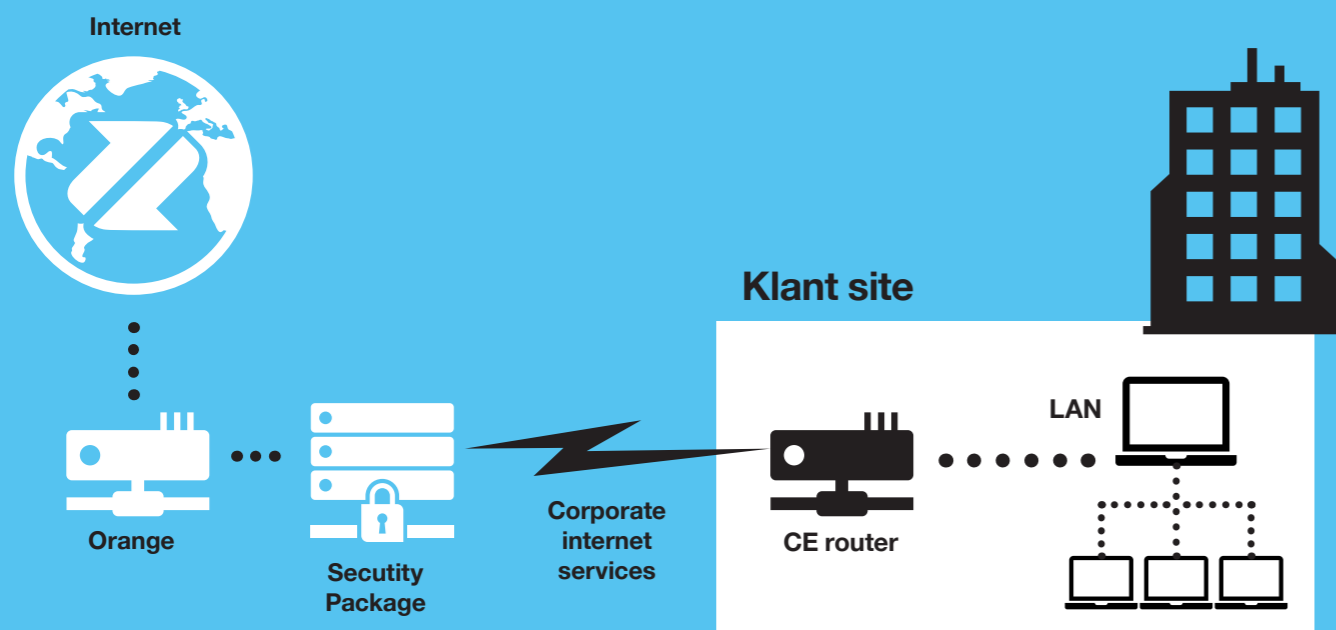 Internet
Klant site
LAN
Orange
Secutity
Package
Corporate
internet
services
CE router